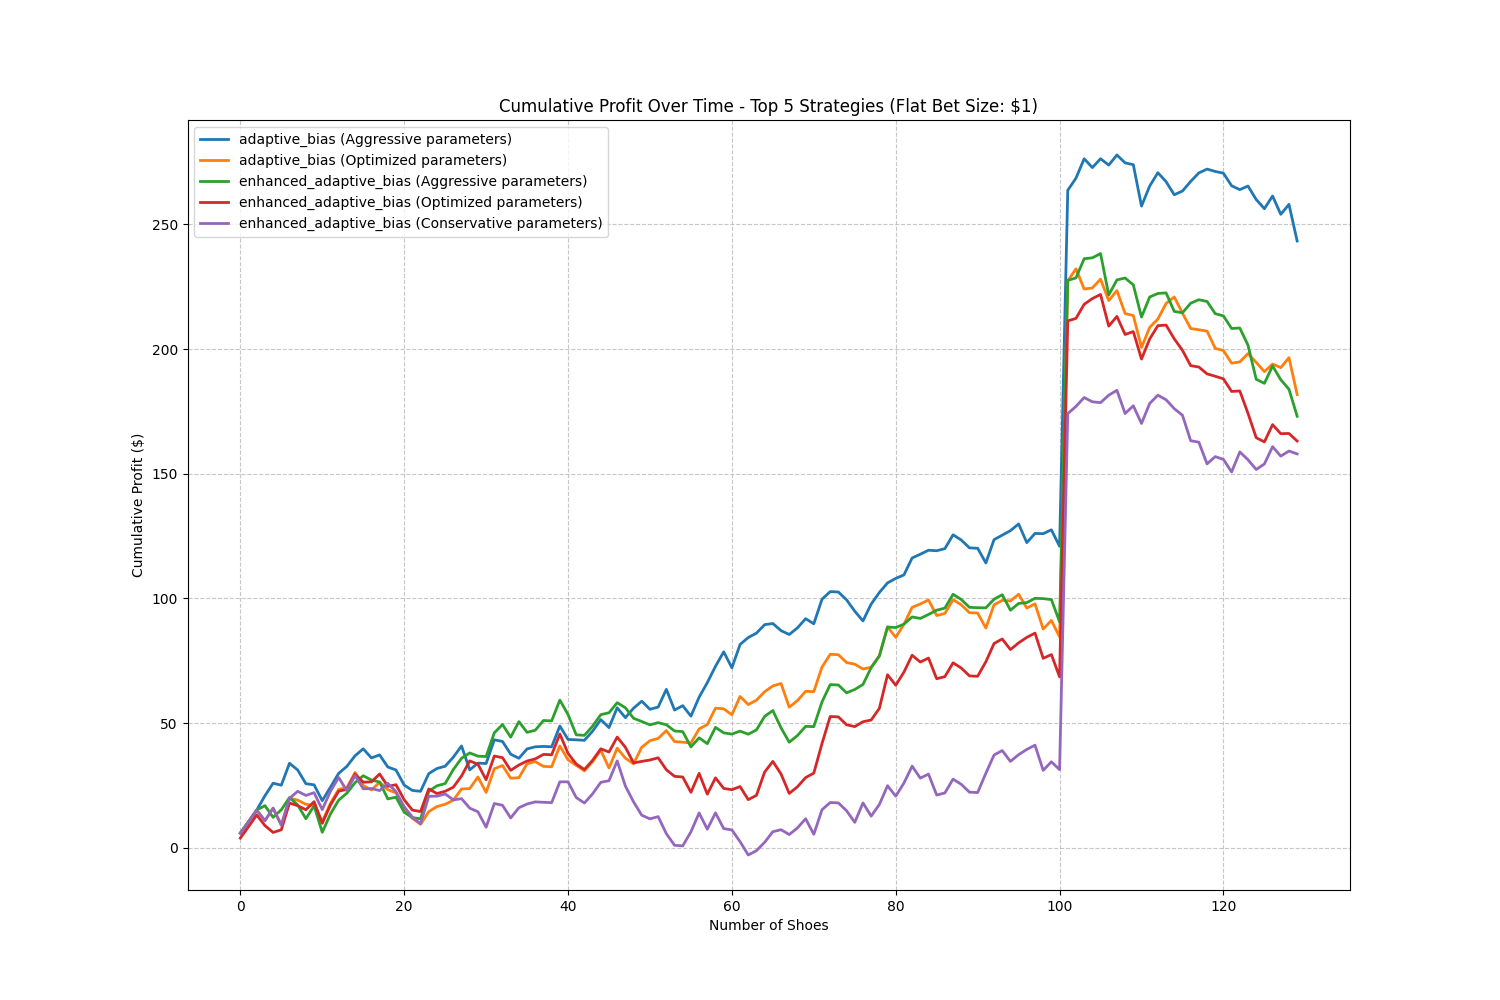 Cumulative Profit Over Time - Top 5 Strategies (Flat Bet Size: $1)
adaptive_bias (Aggressive parameters)
adaptive_bias (Optimized parameters)
enhanced_adaptive_bias (Aggressive parameters)
enhanced_adaptive_bias (Optimized parameters)
enhanced_adaptive_bias (Conservative parameters)
Cumulative Profit ($)
250
200
150
100
50
0
0 20 40 60 80 100 120
Number of Shoes